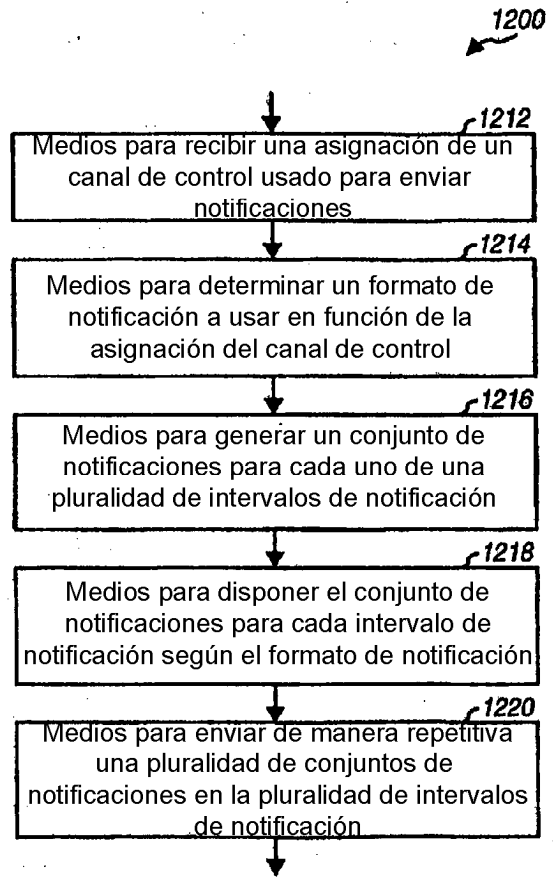 1200
1212
Medios para recibir una asignación de un
canal de control usado para enviar
notificaciones
1214
Medios para determinar un formato de
notificación a usar en función de la
asignación del canal de control
1216
Medios para generar un conjunto de
notificaciones para cada uno de una
pluralidad de intervalos de notificación
1218
Medios para disponer el conjunto de
notificaciones para cada intervalo de
notificación según el formato de notificación
1220
Medios para enviar de manera repetitiva
una pluralidad de conjuntos de
notificaciones en la pluralidad de intervalos
de notificación